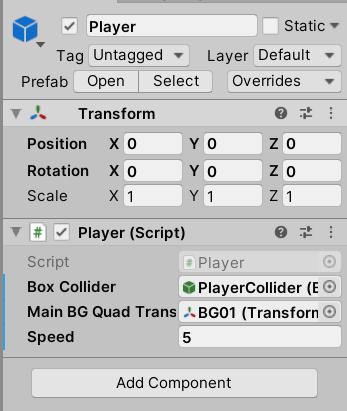 Player Static
Tag Untagged Layer Default
Prefab Open Select Overrides
Transform
Position X 0 Y 0 Z 0
Rotation X 0 Y 0 Z 0
Scale X 1 Y 1 Z 1
# Player (Script)
Script # Player
Box Collider PlayerCollider (B
Main BG Quad Trans BG01 (Transform
Speed 5
Add Component